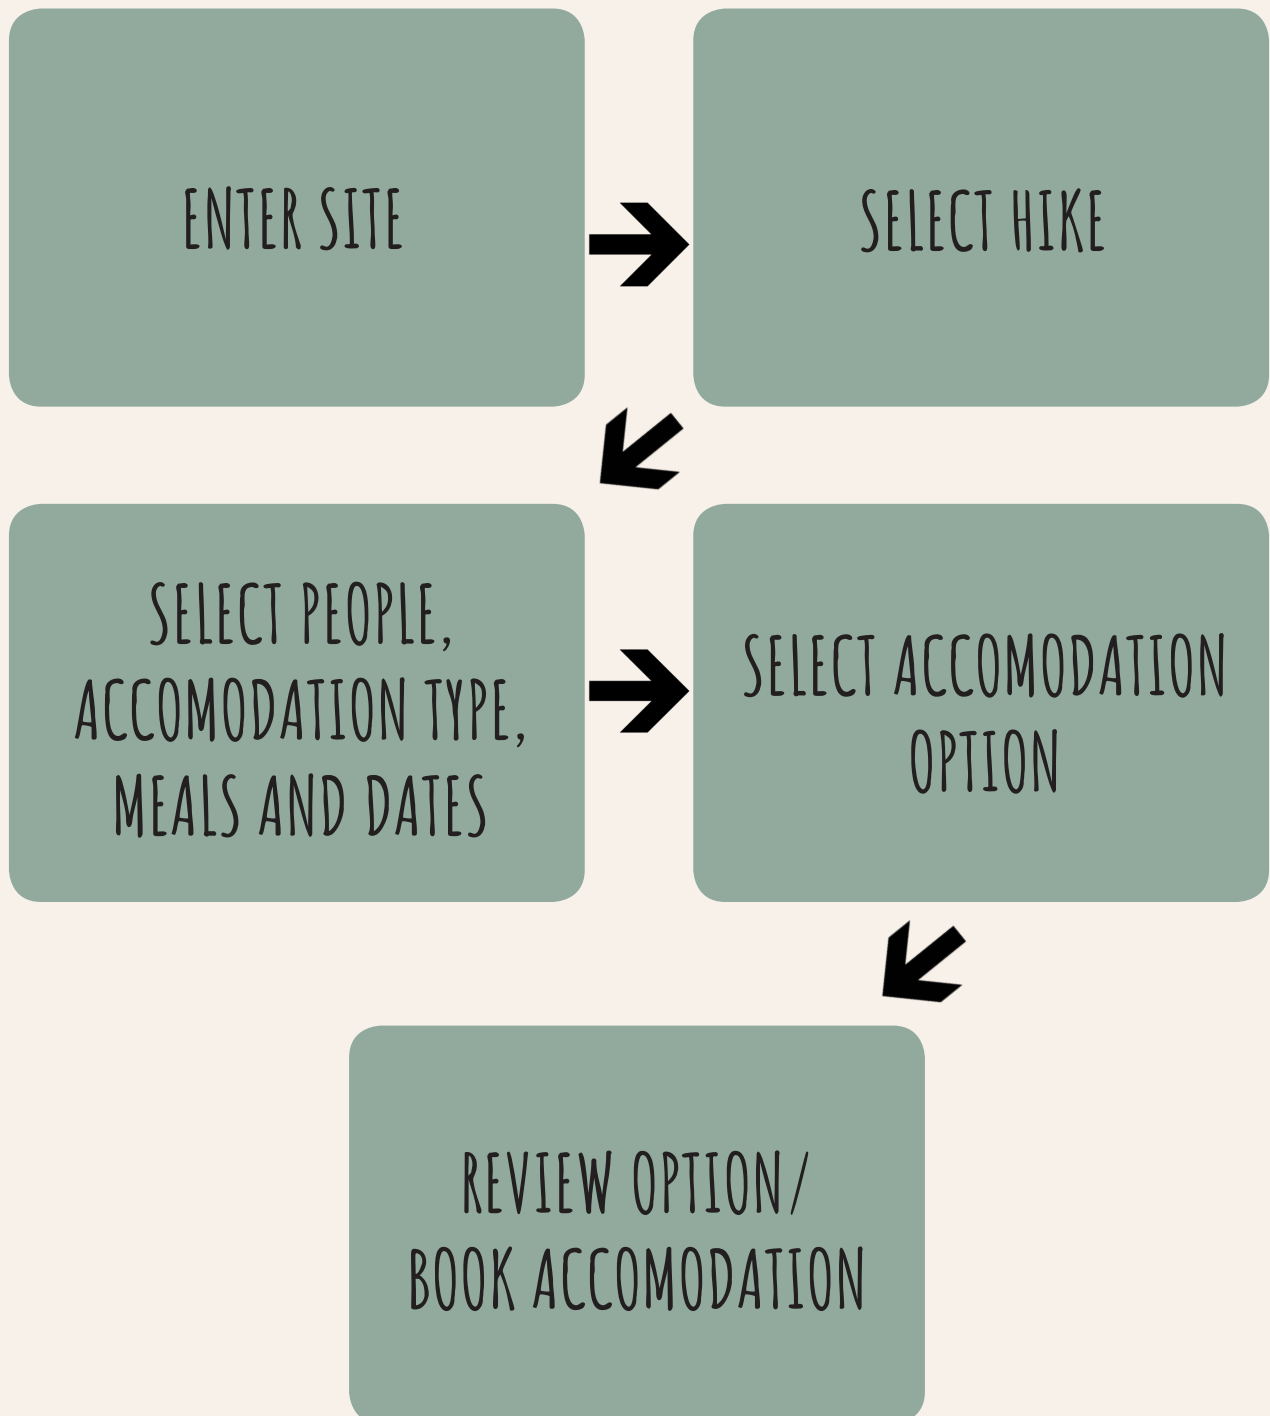 ENTER SITE
SELECT HIKE
SELECT PEOPLE,
ACCOMODATION TYPE,
MEALS AND DATES
SELECT ACCOMODATION
OPTION
REVIEW OPTION/
BOOK ACCOMODATION